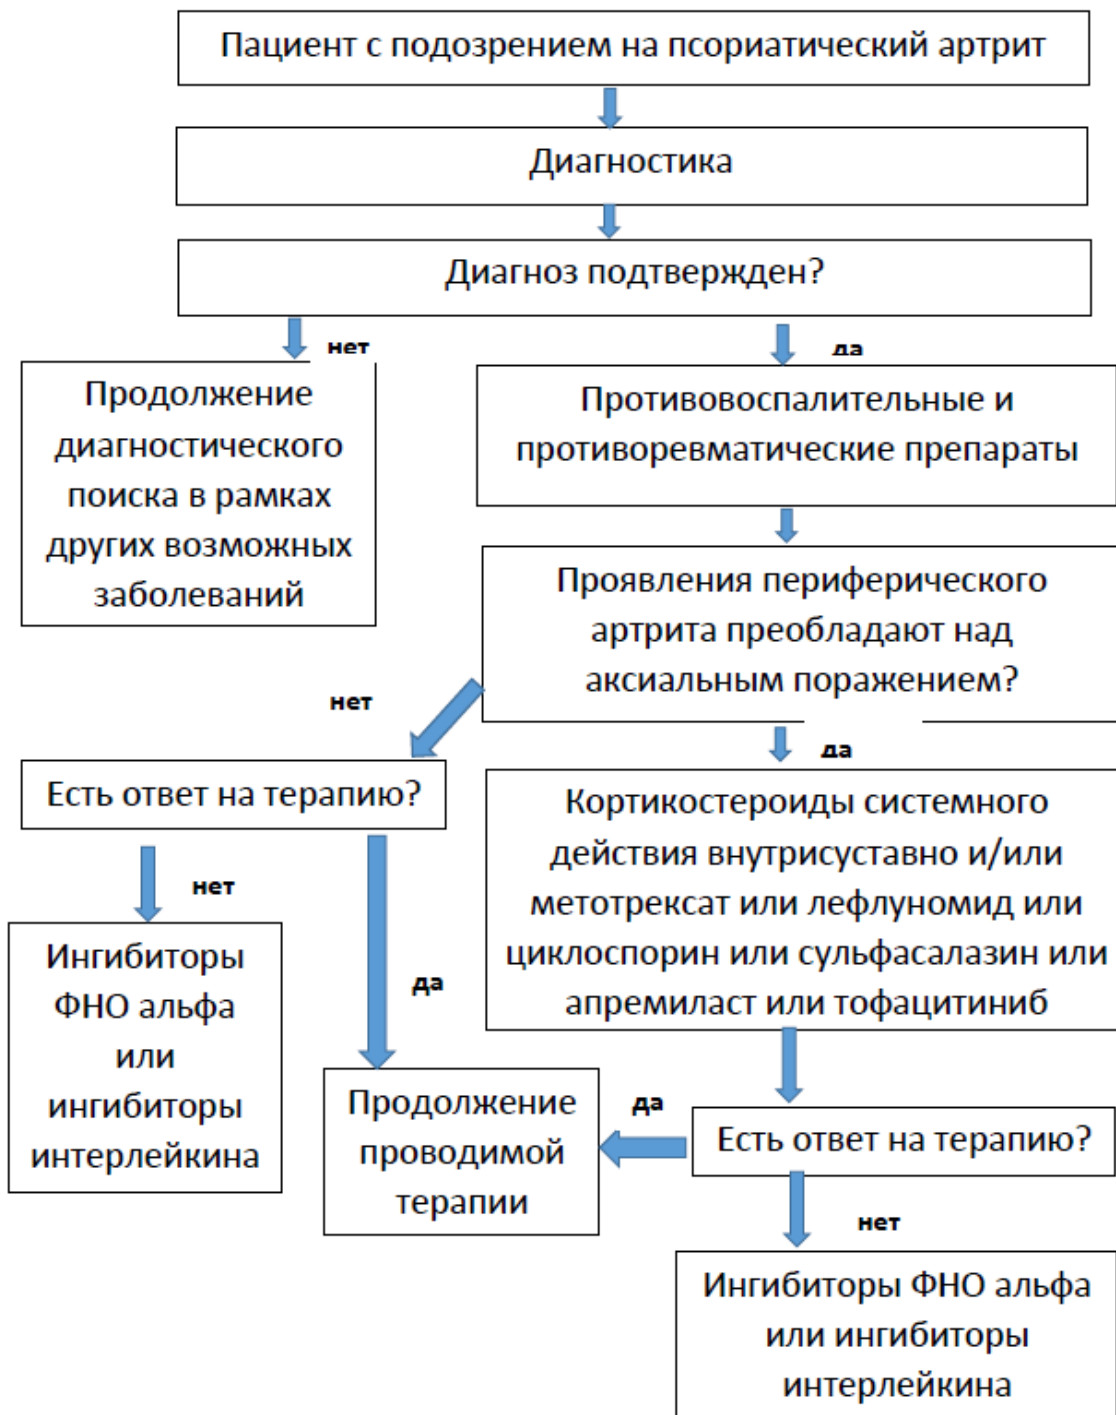 Пациент с подозрением на псориатический артрит
Диагностика
Диагноз подтвержден?
нет
да
Продолжение
диагностического
поиска в рамках
других возможных
заболеваний
Противовоспалительные и
противоревматические препараты
Проявления периферического
артрита преобладают над
аксиальным поражением?
нет
да
Есть ответ на терапию?
Кортикостероиды системного
действия внутрисуставно и/или
метотрексат или лефлуномид или
циклоспорин или сульфасалазин или
апремиласт или тофацитиниб
нет
да
Ингибиторы
ФНО альфа
или
ингибиторы
интерлейкина
Продолжение
проводимой
терапии
да
Есть ответ на терапию?
нет
Ингибиторы ФНО альфа
или ингибиторы
интерлейкина